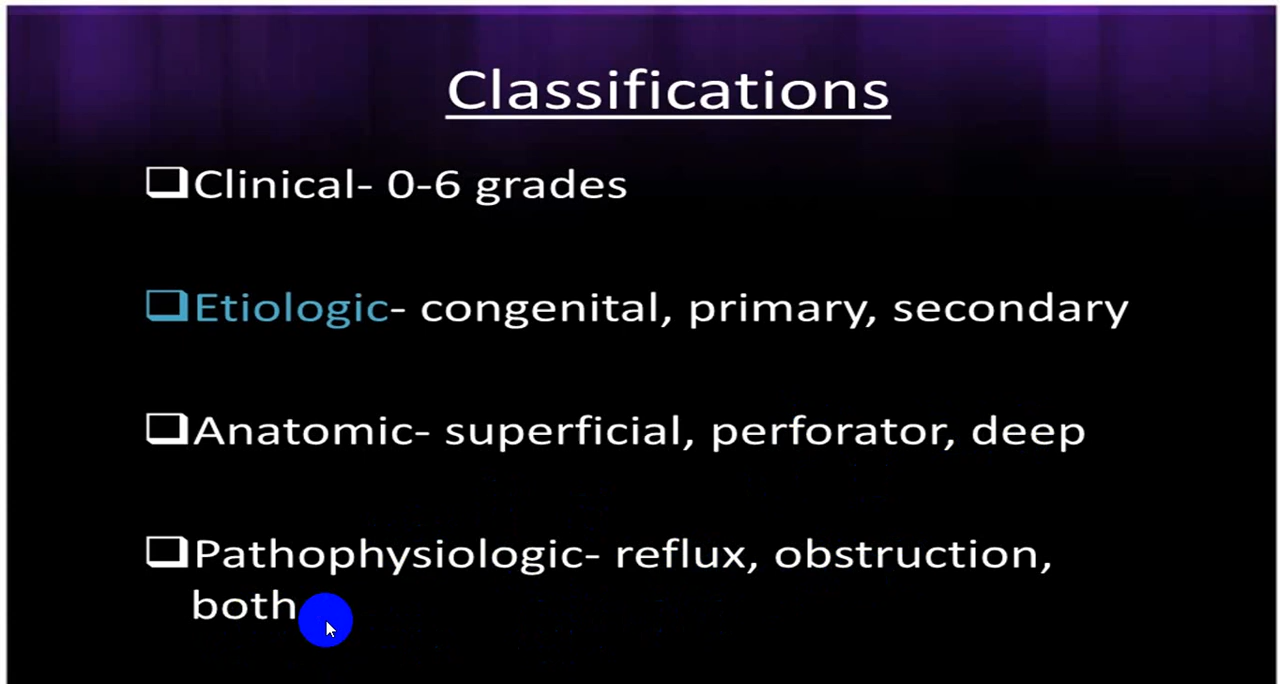 Classifications
Clinical- 0-6 grades
Etiologic- congenital, primary, secondary
Anatomic- superficial, perforator, deep
Pathophysiologic- reflux, obstruction,
both